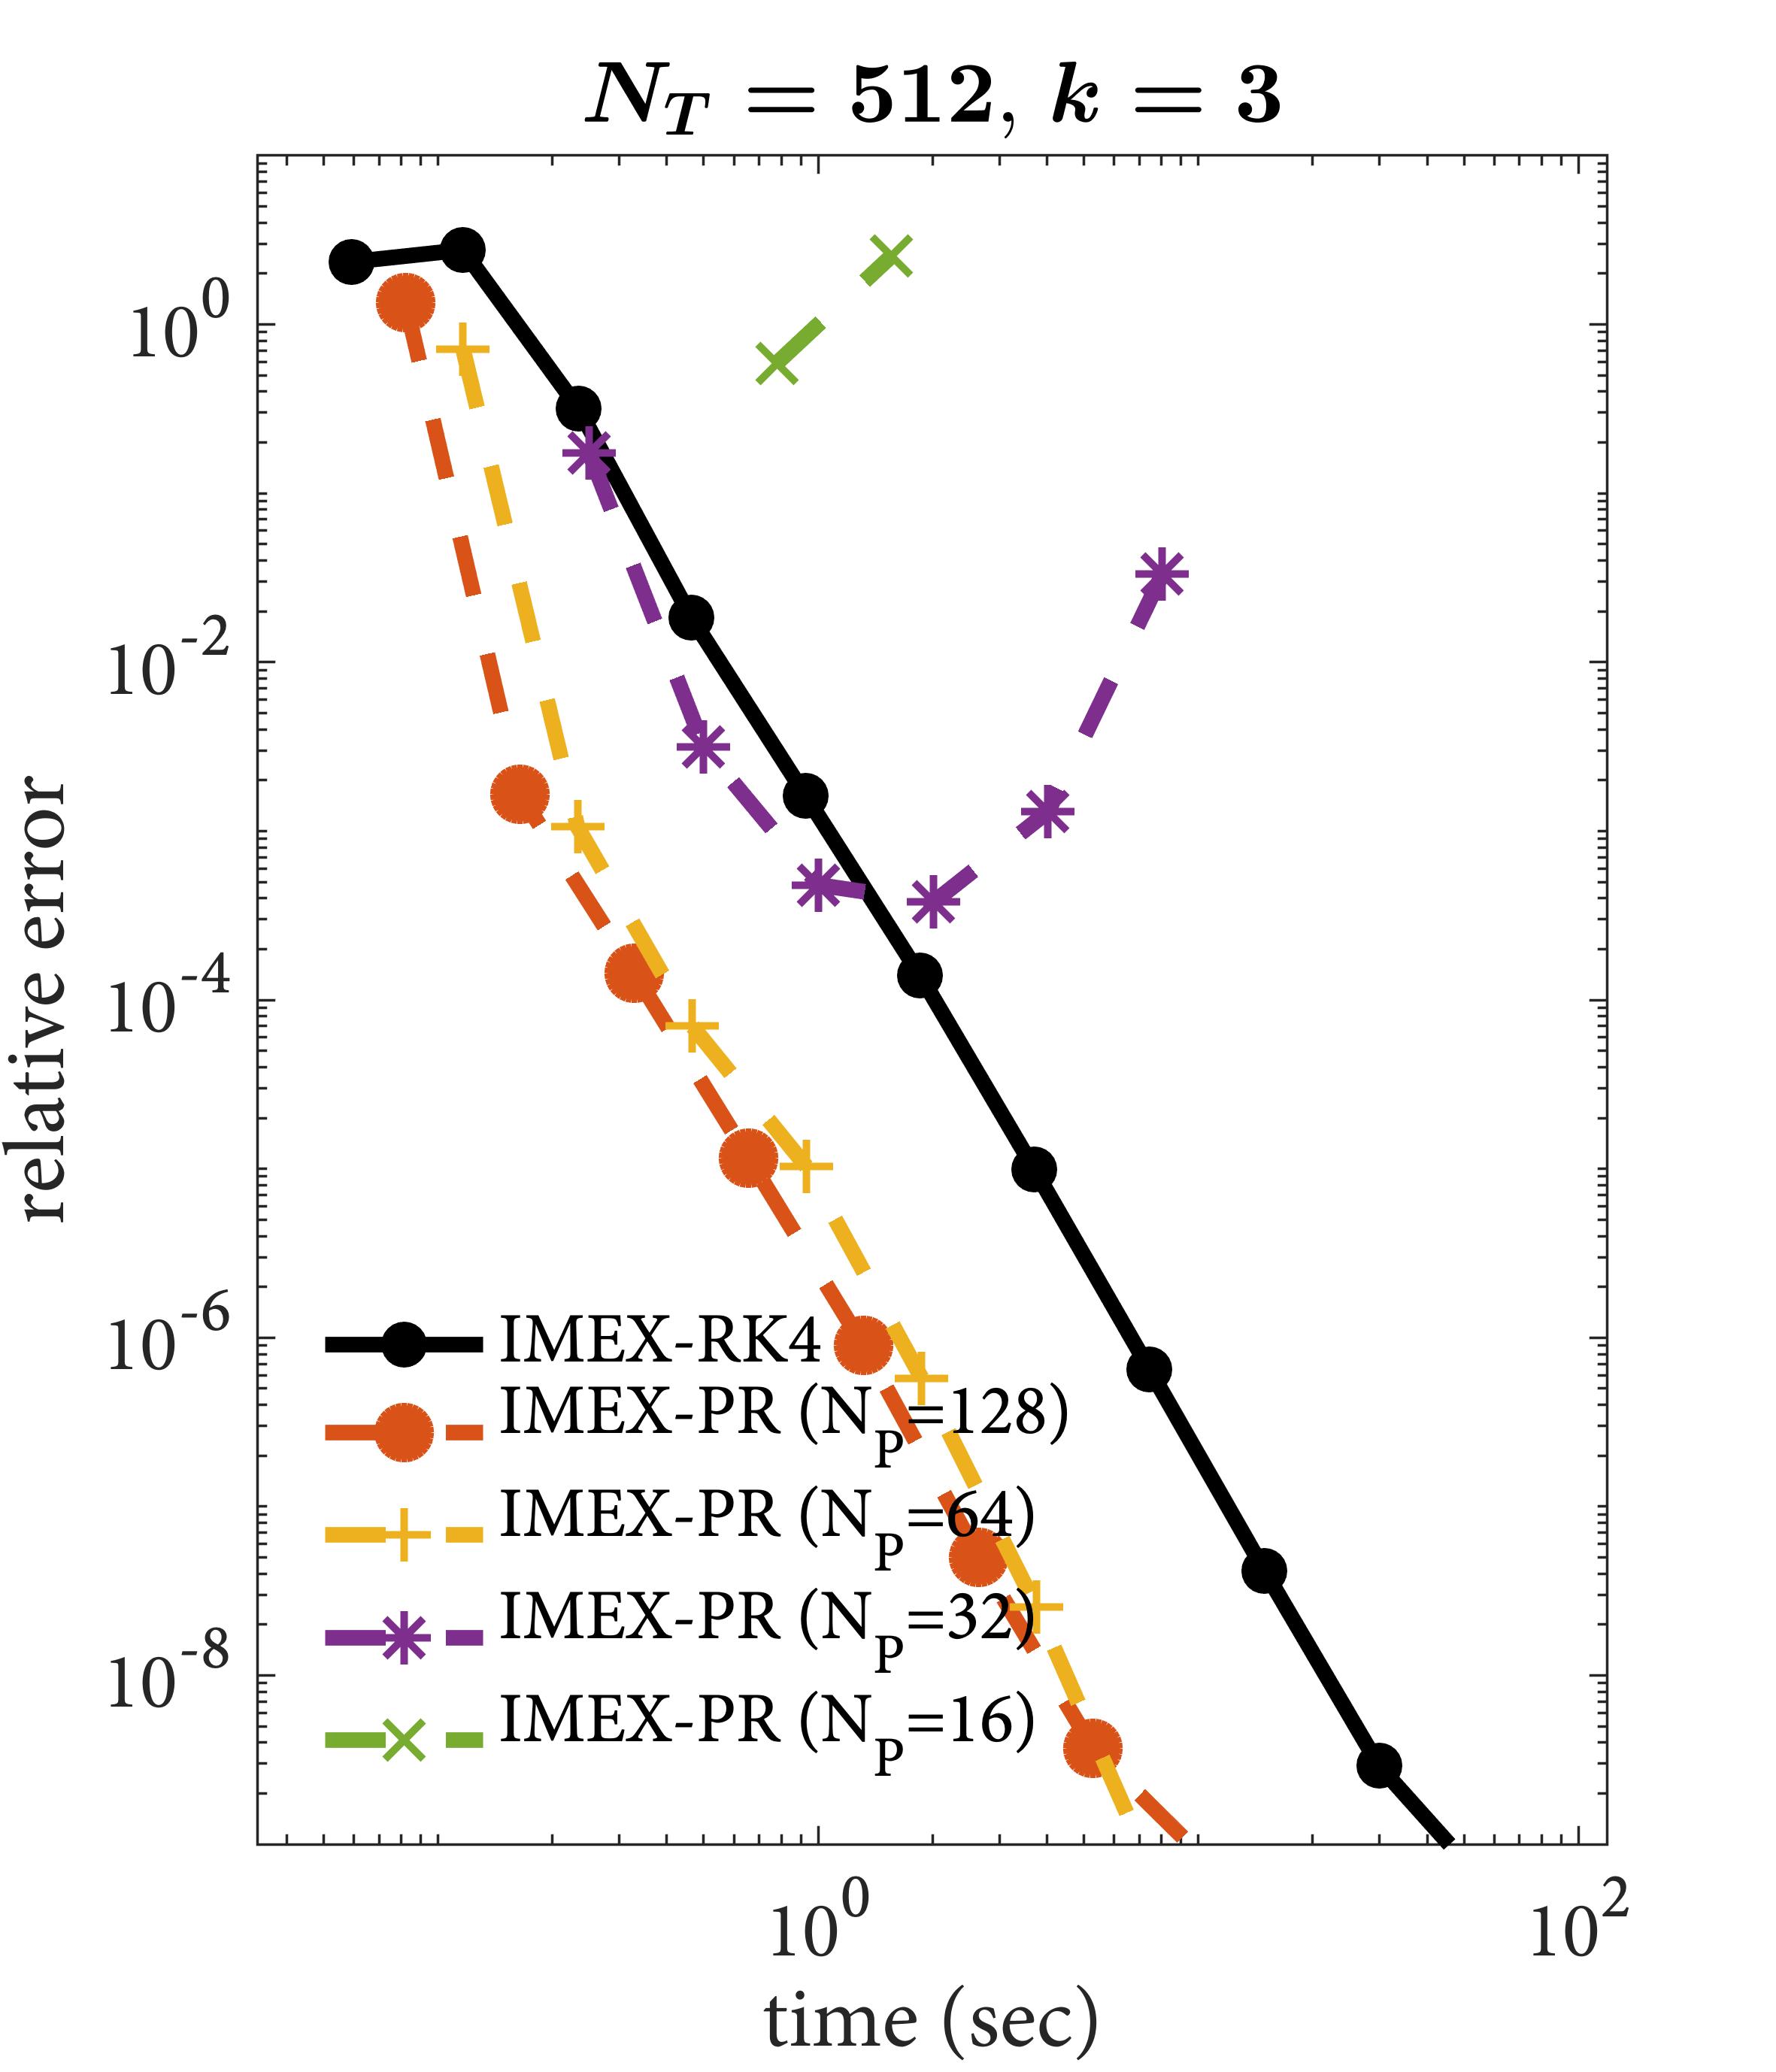 N_T = 512, k = 3
relative error
10^0
10^-2
10^-4
10^-6
10^-8
IMEX-RK4
IMEX-PR (N_P=128)
IMEX-PR (N_P=64)
IMEX-PR (N_P=32)
IMEX-PR (N_P=16)
10^0 10^2
time (sec)